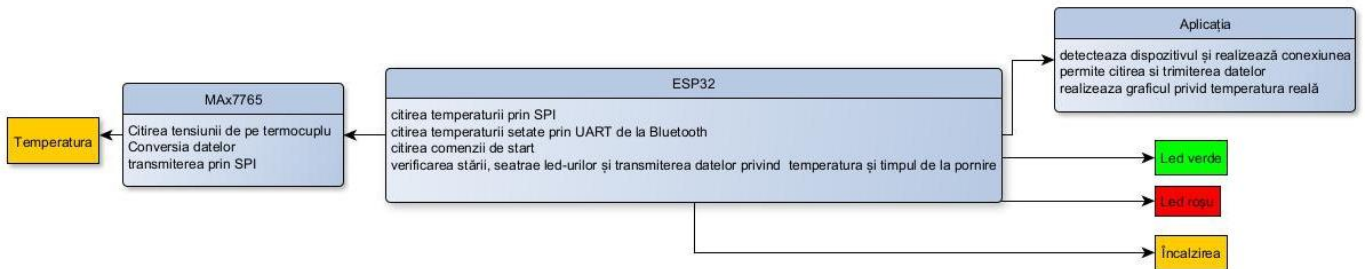 Temperatura
MAx7765
Citirea tensiunii de pe termocuplu
Conversia datelor
transmiterea prin SPI
ESP32
citirea temperaturii prin SPI
citirea temperaturii setate prin UART de la Bluetooth
citirea comenzii de start
verificarea stării, seatrae led-urilor și transmiterea datelor privind temperatura și timpul de la pornire
Aplicația
detecteaza dispozitivul și realizează conexiunea
permite citirea si trimiterea datelor
realizeaza graficul privid temperatura reală
Led verde
Led roșu
Încalzirea